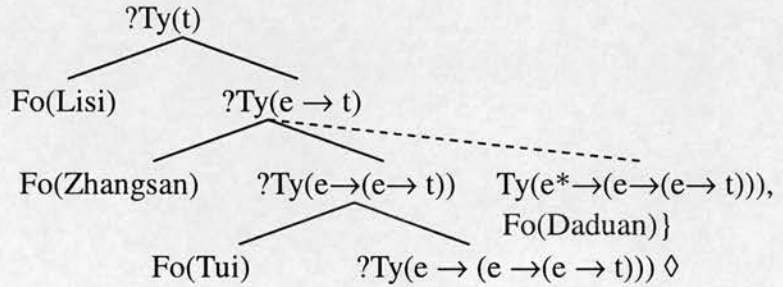 ?Ty(t)
Fo(Lisi) ?Ty(e → t)
Fo(Zhangsan) ?Ty(e→(e→ t)) Ty(e*→(e→(e→ t))),
Fo(Daduan)}
Fo(Tui) ?Ty(e → (e →(e → t))) ◊